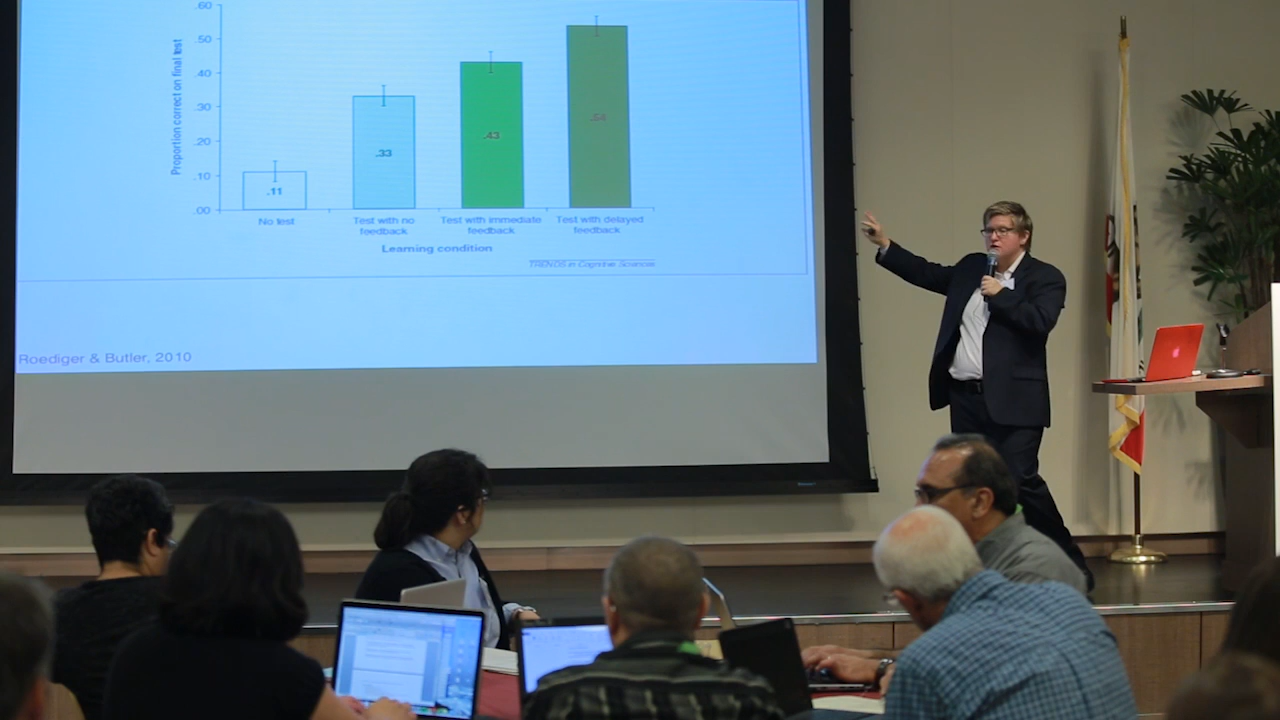 .60
.50
.40
.30
.20
.10
.00
Proportion correct on final test
.11
.33
.43
.54
No test
Test with no feedback
Test with immediate feedback
Test with delayed feedback
Learning condition
TRENDS in Cognitive Sciences
Roediger & Butler, 2010